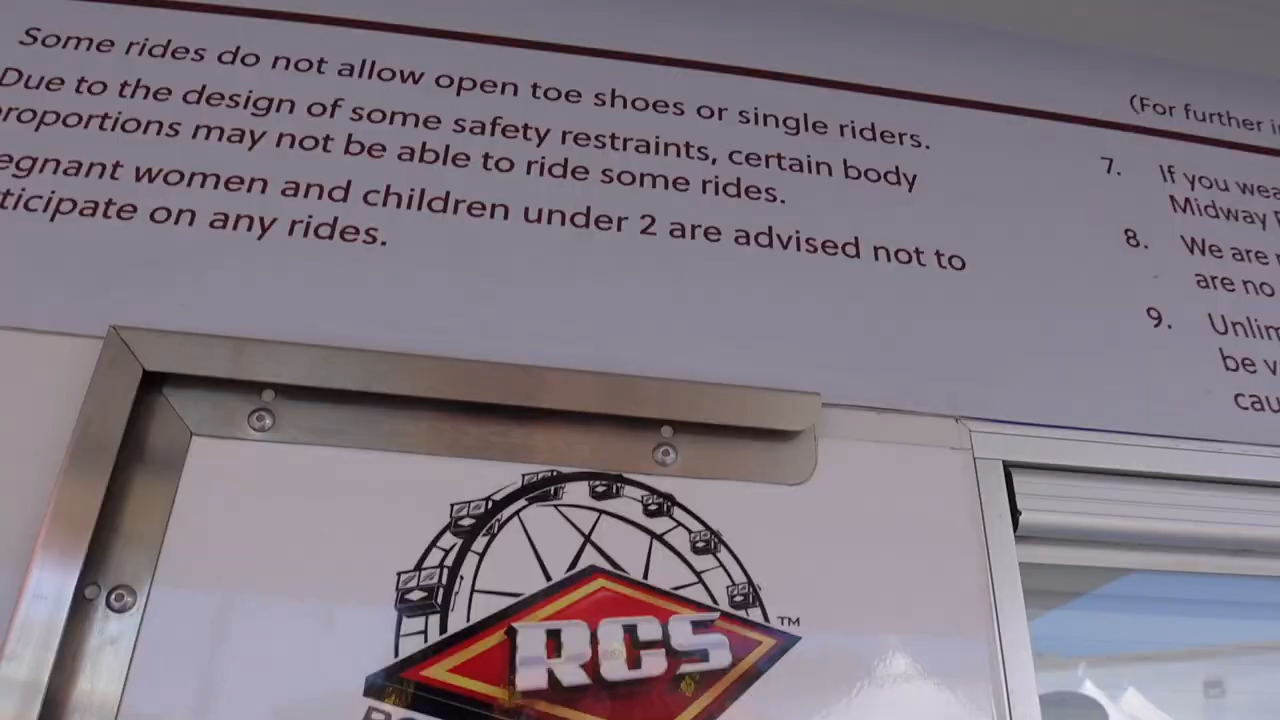 Some rides do not allow open toe shoes or single riders.
Due to the design of some safety restraints, certain body
proportions may not be able to ride some rides.
egnant women and children under 2 are advised not to
ticipate on any rides.
(For further i
7. If you wea
Midway
8. We are
are no
9. Unlim
be v
cau
RCS
TM